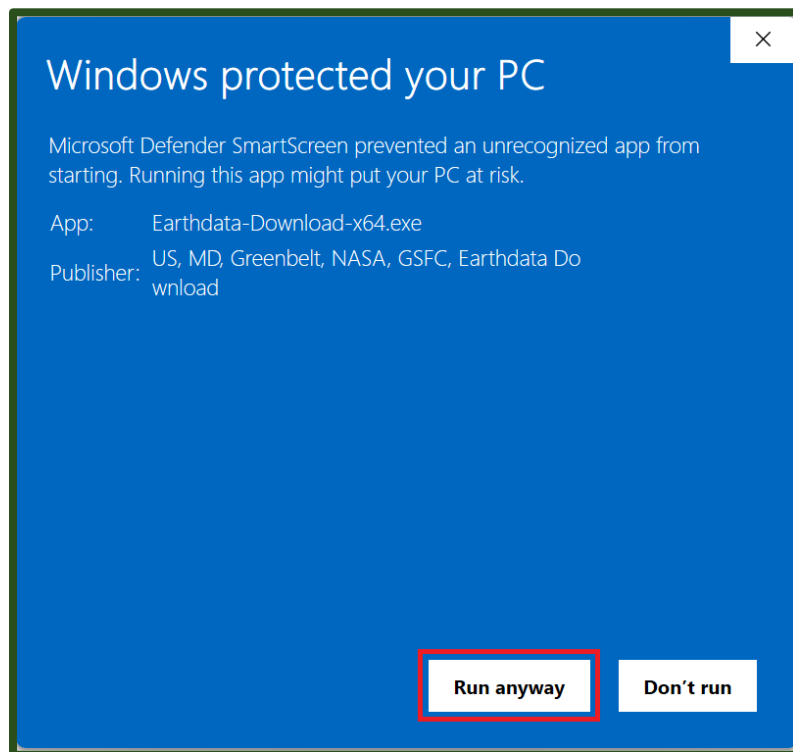 Windows protected your PC
Microsoft Defender SmartScreen prevented an unrecognized app from
starting. Running this app might put your PC at risk.
App: Earthdata-Download-x64.exe
Publisher: US, MD, Greenbelt, NASA, GSFC, Earthdata Do
wnload
Run anyway Don’t run